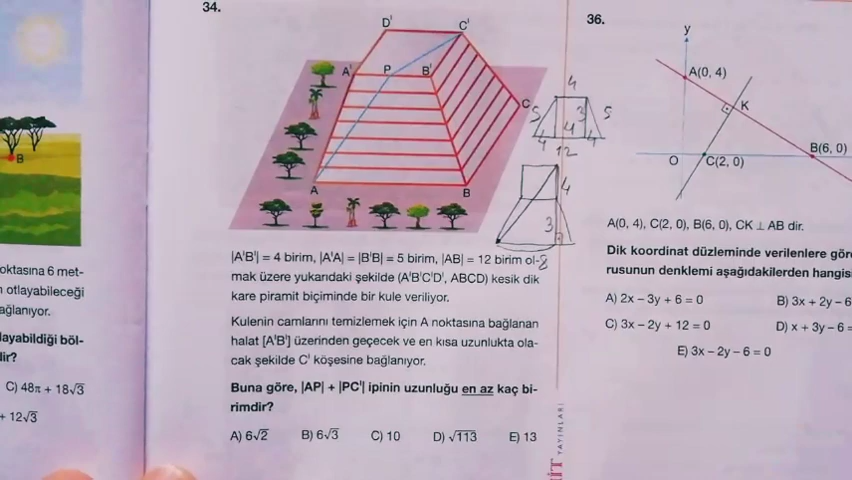 B
oktasına 6 met-
otlayabileceği
ağlanıyor.
layabildiği böl-
dir?
C) 48π + 18√3
+ 12√3
34.
D' C'
A' P B'
C
A B
4
5 3 5
4 4 4
12
4
3
8
|A'B'| = 4 birim, |A'A| = |B'B| = 5 birim, |AB| = 12 birim ol-
mak üzere yukarıdaki şekilde (A'B'C'D', ABCD) kesik dik
kare piramit biçiminde bir kule veriliyor.
Kulenin camlarını temizlemek için A noktasına bağlanan
halat [A'B'] üzerinden geçecek ve en kısa uzunlukta ola-
cak şekilde C' köşesine bağlanıyor.
Buna göre, |AP| + |PC'| ipinin uzunluğu en az kaç bi-
rimdir?
A) 6√2 B) 6√3 C) 10 D) √113 E) 13
YAYINLARI
36.
y
A(0, 4)
K
B(6, 0)
O C(2, 0)
A(0, 4), C(2, 0), B(6, 0), CK ⊥ AB dir.
Dik koordinat düzleminde verilenlere göre
rusunun denklemi aşağıdakilerden hangis
A) 2x – 3y + 6 = 0 B) 3x + 2y – 6
C) 3x – 2y + 12 = 0 D) x + 3y – 6 =
E) 3x – 2y – 6 = 0